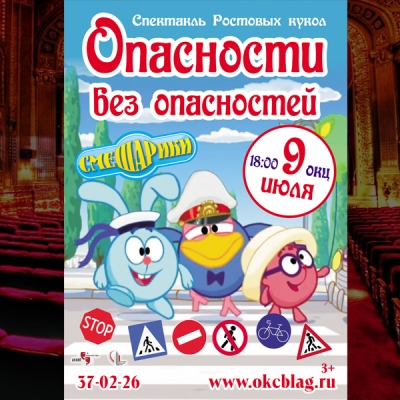 Спектакль Ростовых кукол
Опасности
Без опасностей
СМЕШАРИКИ
18:00 9 окц
июля
STOP
3+
37-02-26 www.okcblag.ru